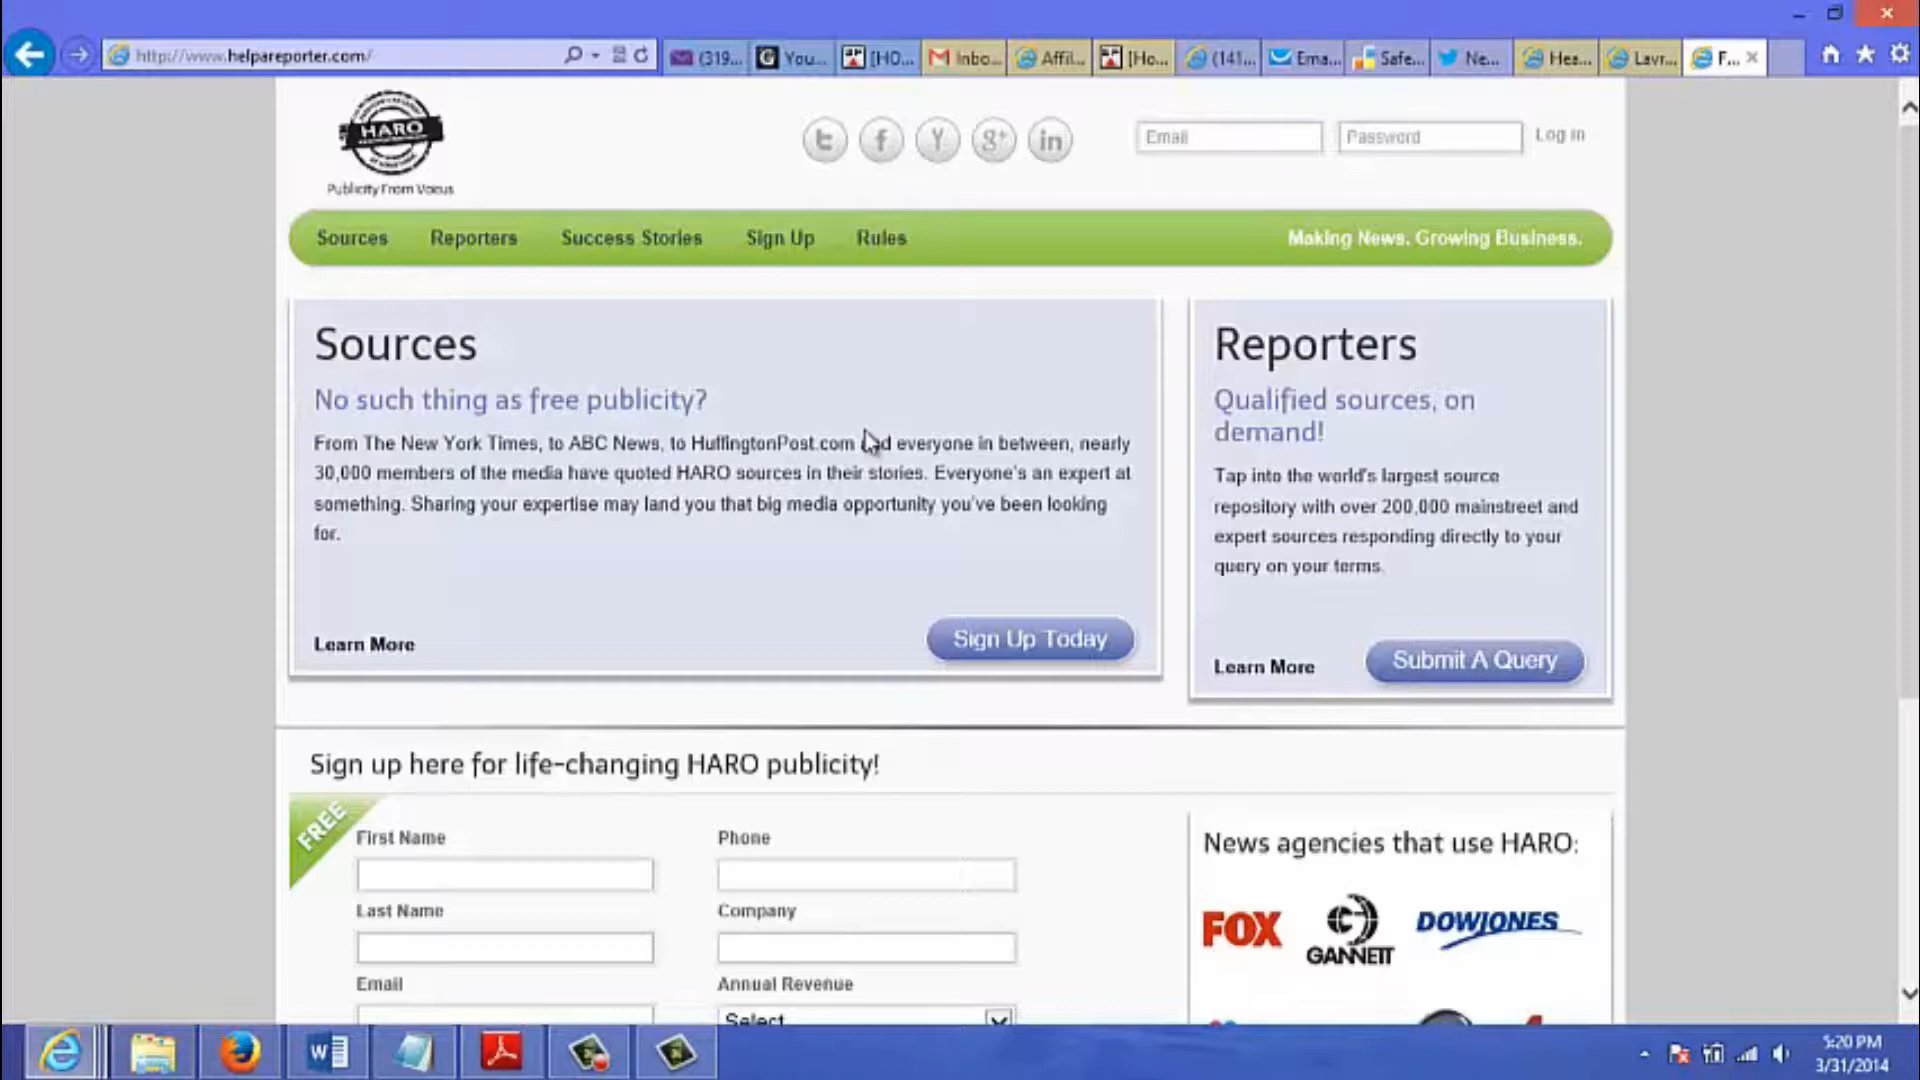 http://www.helpareporter.com/
(319...
You...
[HO...
Inbo...
Affil...
[Ho...
(141...
Ema...
Safe...
Ne...
Hea...
Lavr...
F...
HARO
Publicity From Vocus
Email
Password
Log in
Sources
Reporters
Success Stories
Sign Up
Rules
Making News. Growing Business.
Sources
No such thing as free publicity?
From The New York Times, to ABC News, to HuffingtonPost.com and everyone in between, nearly
30,000 members of the media have quoted HARO sources in their stories. Everyone's an expert at
something. Sharing your expertise may land you that big media opportunity you've been looking
for.
Learn More
Sign Up Today
Reporters
Qualified sources, on
demand!
Tap into the world's largest source
repository with over 200,000 mainstreet and
expert sources responding directly to your
query on your terms.
Learn More
Submit A Query
Sign up here for life-changing HARO publicity!
FREE
First Name
Phone
Last Name
Company
Email
Annual Revenue
Select
News agencies that use HARO:
FOX
GANNETT
DOWJONES
5:20 PM
3/31/2014